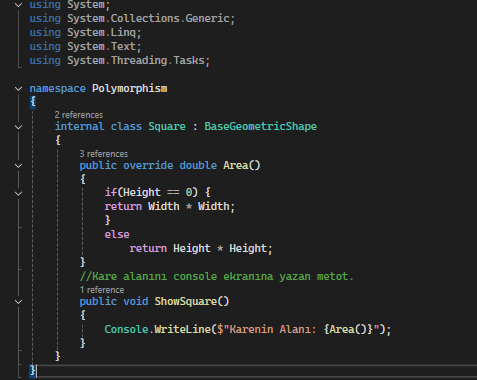 using System;
using System.Collections.Generic;
using System.Linq;
using System.Text;
using System.Threading.Tasks;
namespace Polymorphism
{
2 references
internal class Square : BaseGeometricShape
{
3 references
public override double Area()
{
if(Height == 0) {
return Width * Width;
}
else
return Height * Height;
}
//Kare alanını console ekranına yazan metot.
1 reference
public void ShowSquare()
{
Console.WriteLine($"Karenin Alanı: {Area()}");
}
}
}